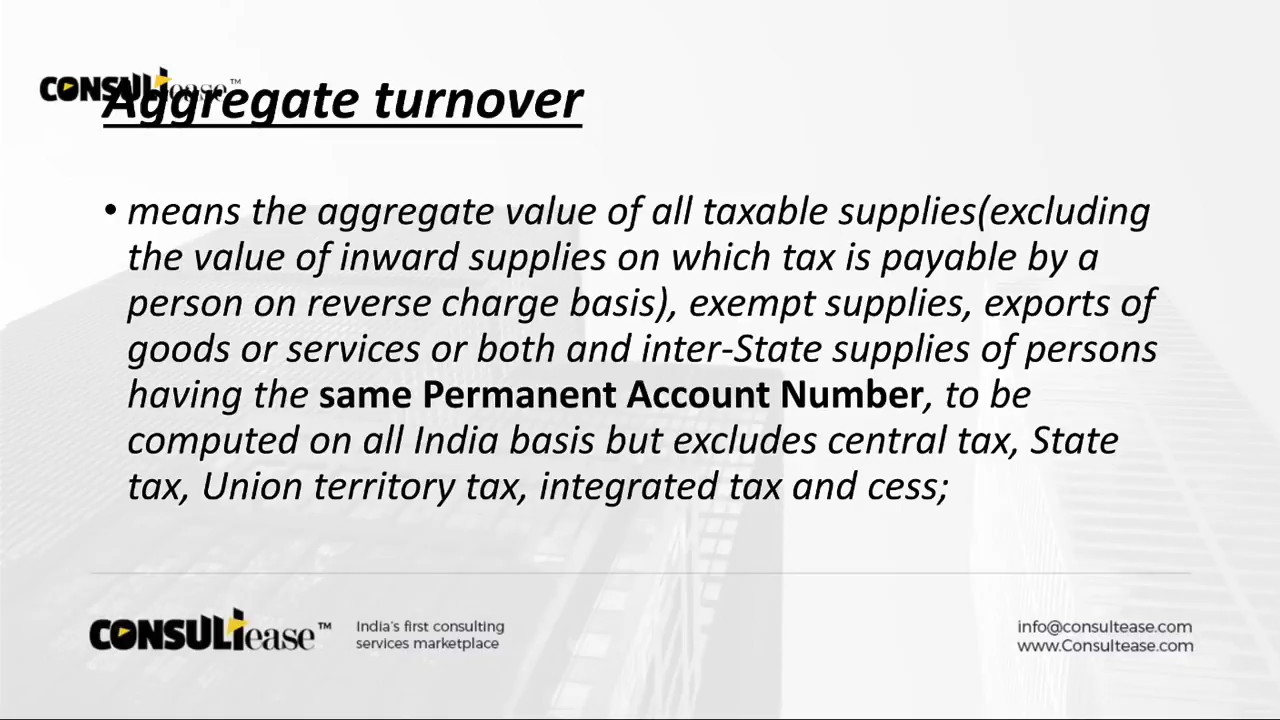 CONSULTease™
Aggregate turnover
• means the aggregate value of all taxable supplies(excluding
the value of inward supplies on which tax is payable by a
person on reverse charge basis), exempt supplies, exports of
goods or services or both and inter-State supplies of persons
having the same Permanent Account Number, to be
computed on all India basis but excludes central tax, State
tax, Union territory tax, integrated tax and cess;
CONSULTease™
India's first consulting
services marketplace
info@consultease.com
www.Consultease.com